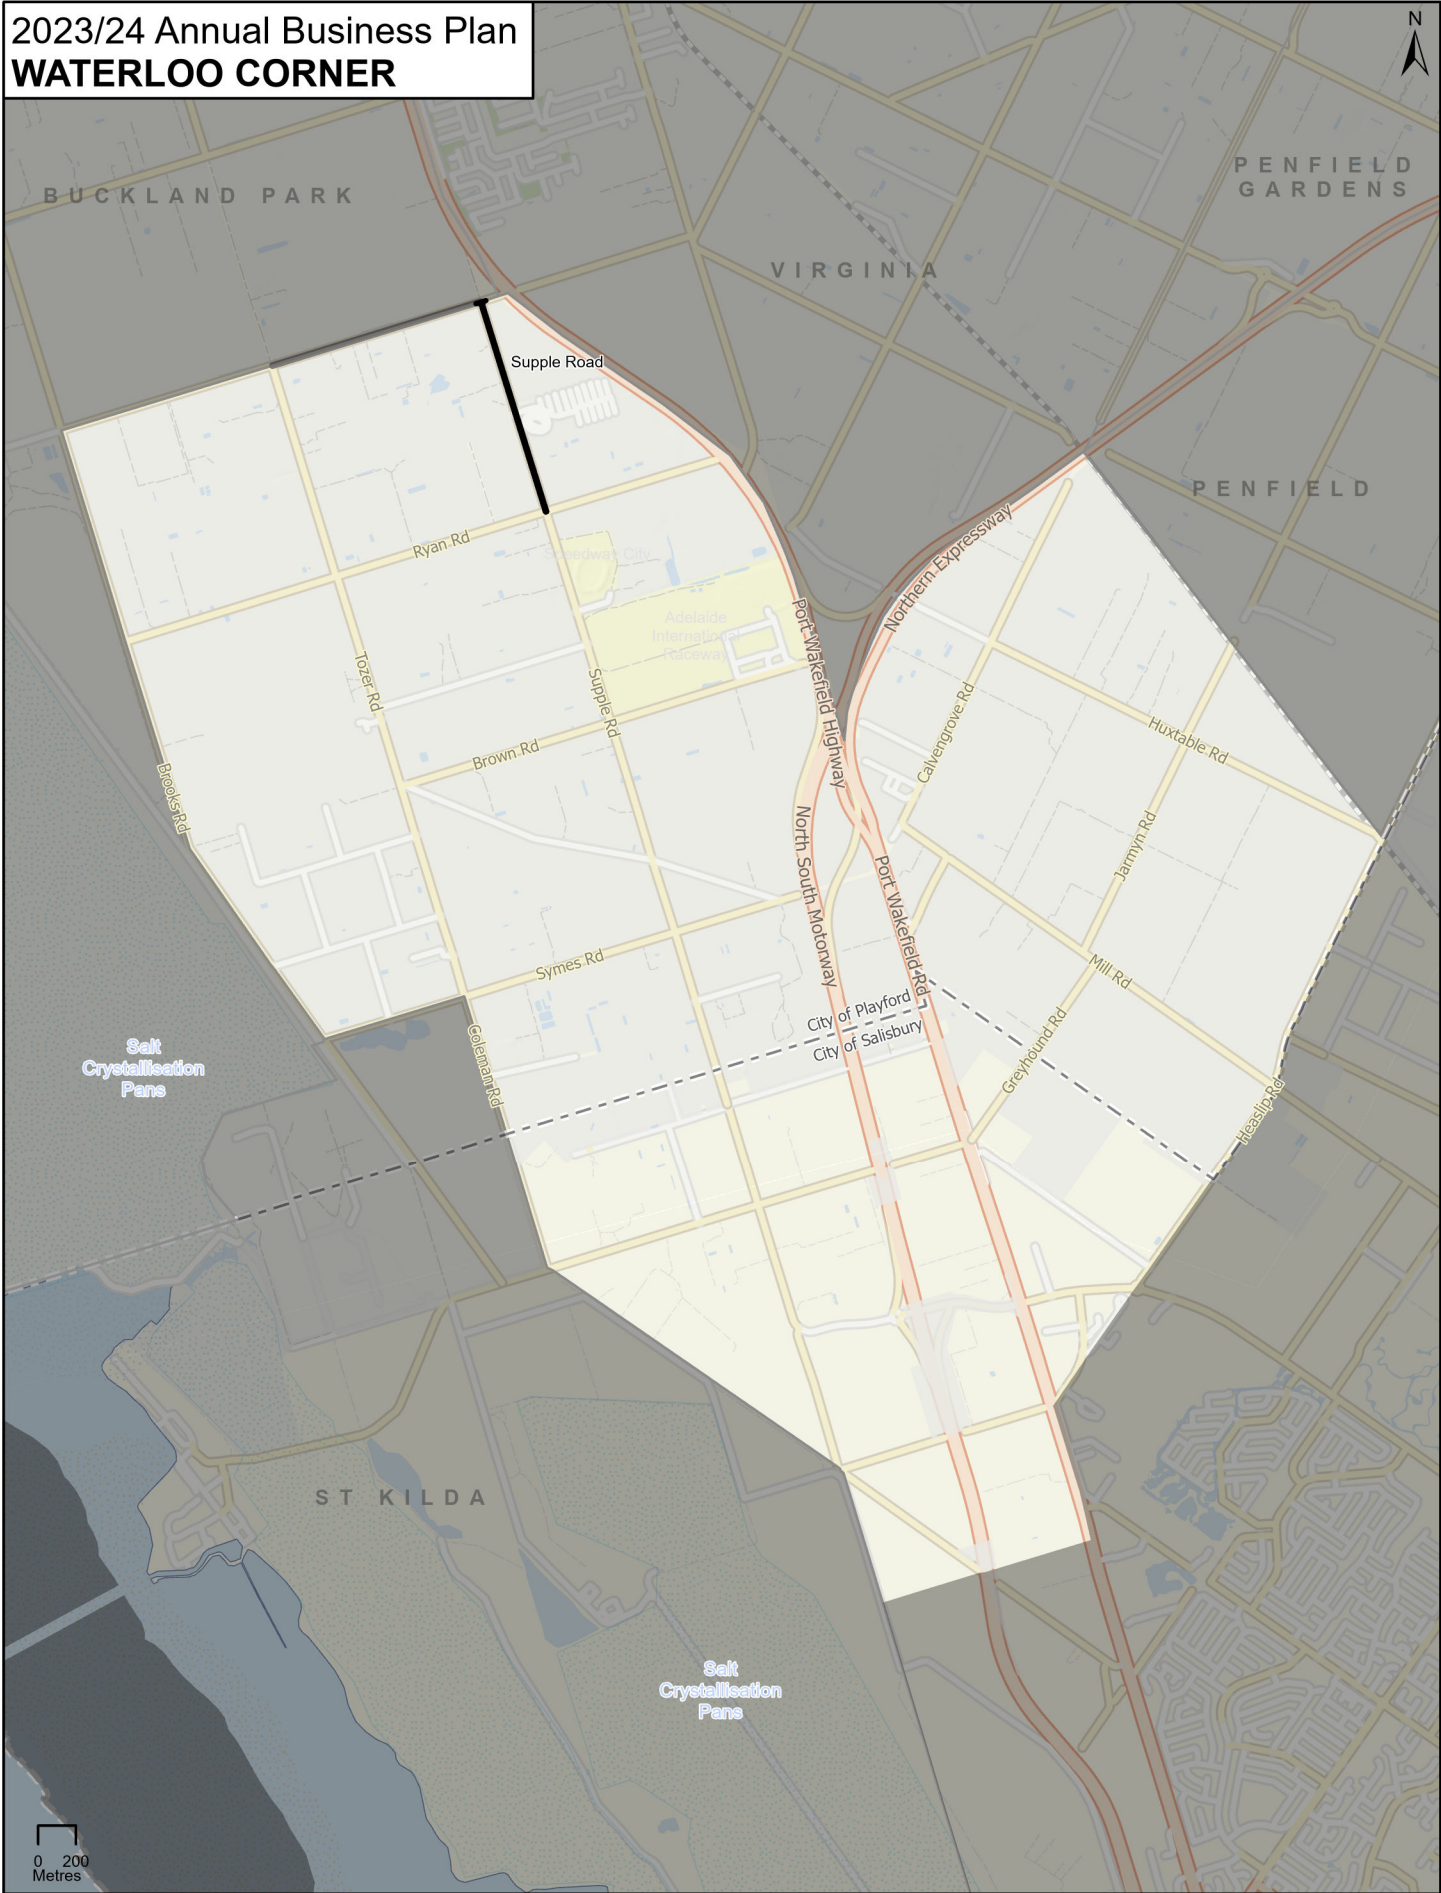 2023/24 Annual Business Plan
WATERLOO CORNER
N
BUCKLAND PARK
PENFIELD
GARDENS
VIRGINIA
Supple Road
PENFIELD
Northern Expressway
Ryan Rd
Speedway City
Adelaide
International
Raceway
Port Wakefield Highway
Tozer Rd
Supple Rd
Calvengrove Rd
Huxtable Rd
Brown Rd
Brooks Rd
North South Motorway
Jarmyn Rd
Port Wakefield Rd
Symes Rd
Mill Rd
City of Playford
City of Salisbury
Greyhound Rd
Coleman Rd
Salt
Crystallisation
Pans
Heaslip Rd
ST KILDA
Salt
Crystallisation
Pans
0 200
Metres